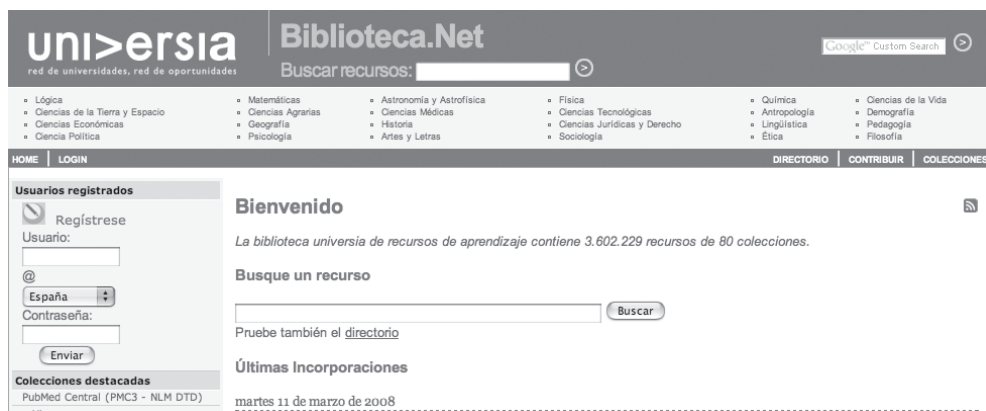 uni>ersia
red de universidades, red de oportunidades
Biblioteca.Net
Buscar recursos:
Google™ Custom Search
Lógica
Ciencias de la Tierra y Espacio
Ciencias Económicas
Ciencia Política
Matemáticas
Ciencias Agrarias
Geografía
Psicología
Astronomia y Astrofísica
Ciencias Médicas
Historia
Artes y Letras
Física
Ciencias Tecnológicas
Ciencias Jurídicas y Derecho
Sociología
Química
Antropología
Lingüística
Ética
Ciencias de la Vida
Demografía
Pedagogía
Filosofía
HOME LOGIN DIRECTORIO CONTRIBUIR COLECCIONES
Usuarios registrados
Regístrese
Usuario:
@
España
Contraseña:
Enviar
Colecciones destacadas
PubMed Central (PMC3 - NLM DTD)
Bienvenido
La biblioteca universia de recursos de aprendizaje contiene 3.602.229 recursos de 80 colecciones.
Busque un recurso
Buscar
Pruebe también el directorio
Últimas Incorporaciones
martes 11 de marzo de 2008